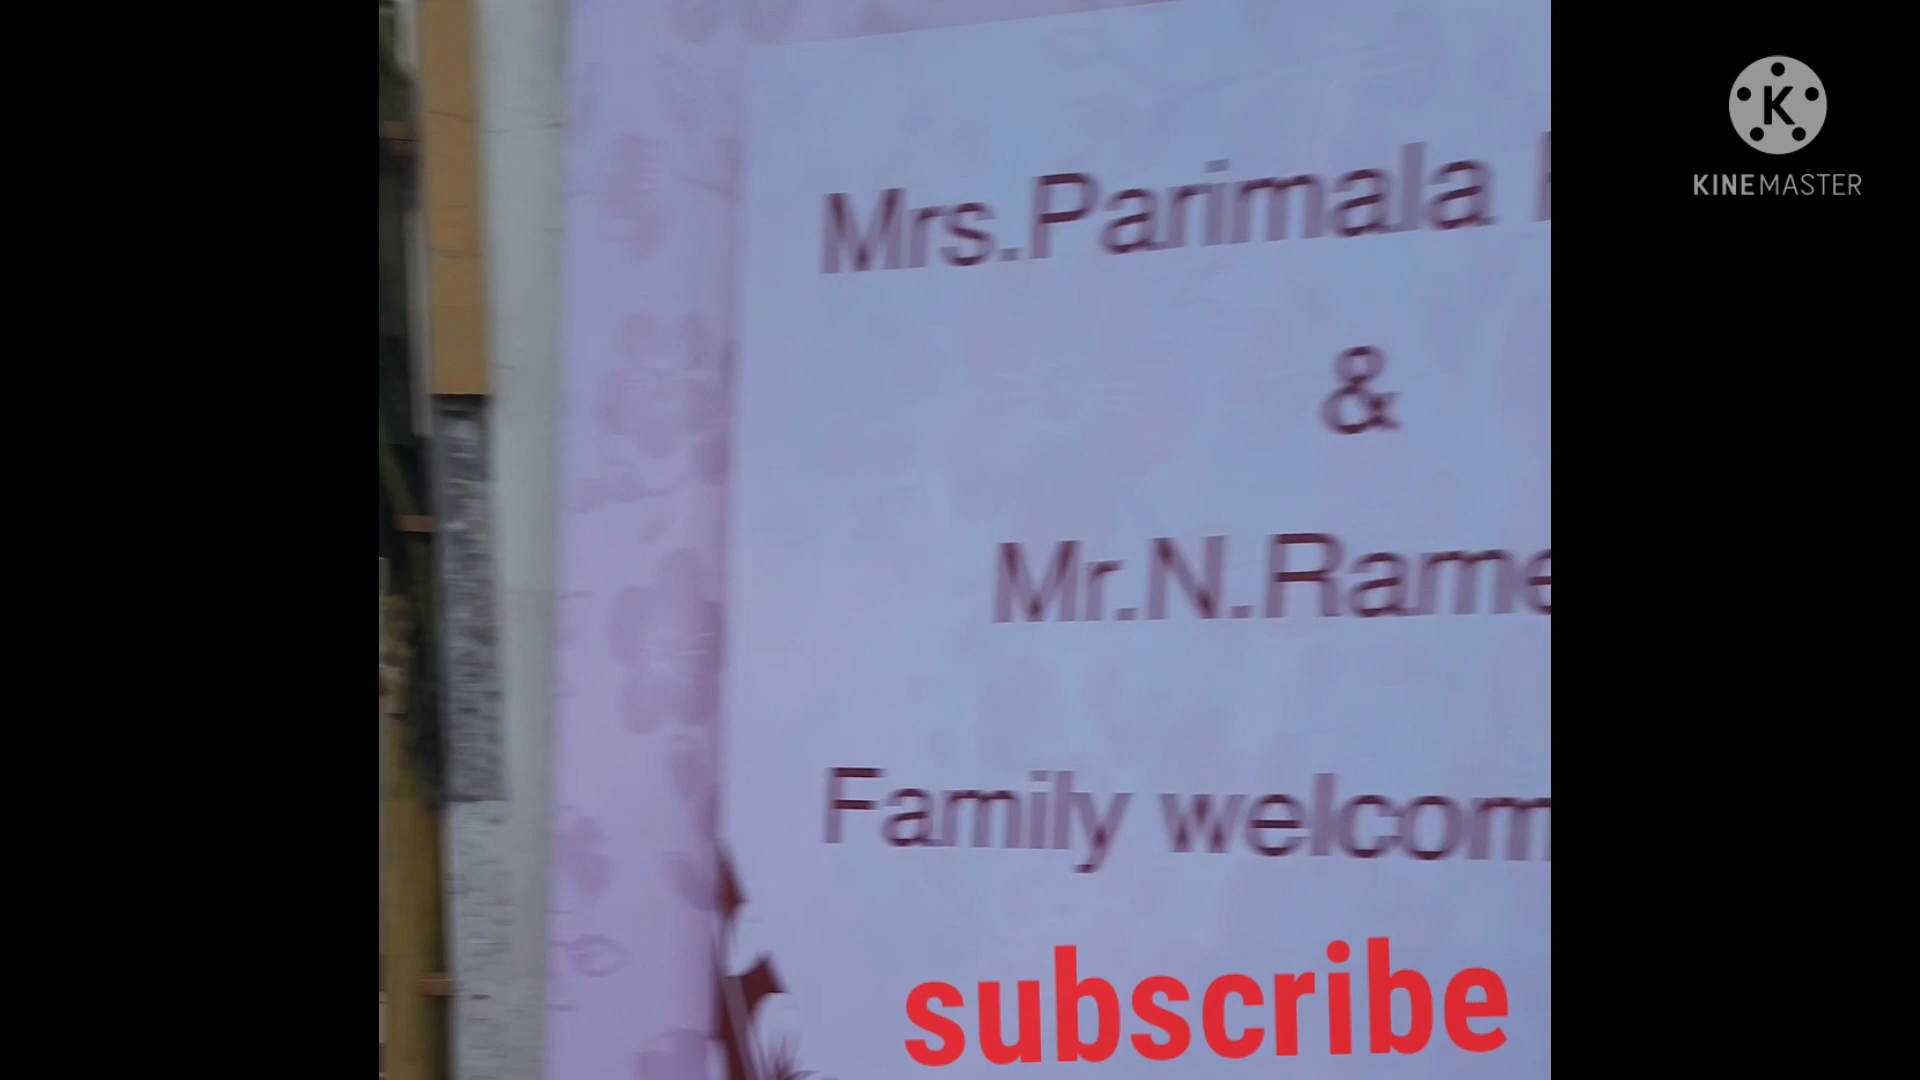 Mrs.Parimala
&
Mr.N.Rame
Family welcom
subscribe
K
KINEMASTER